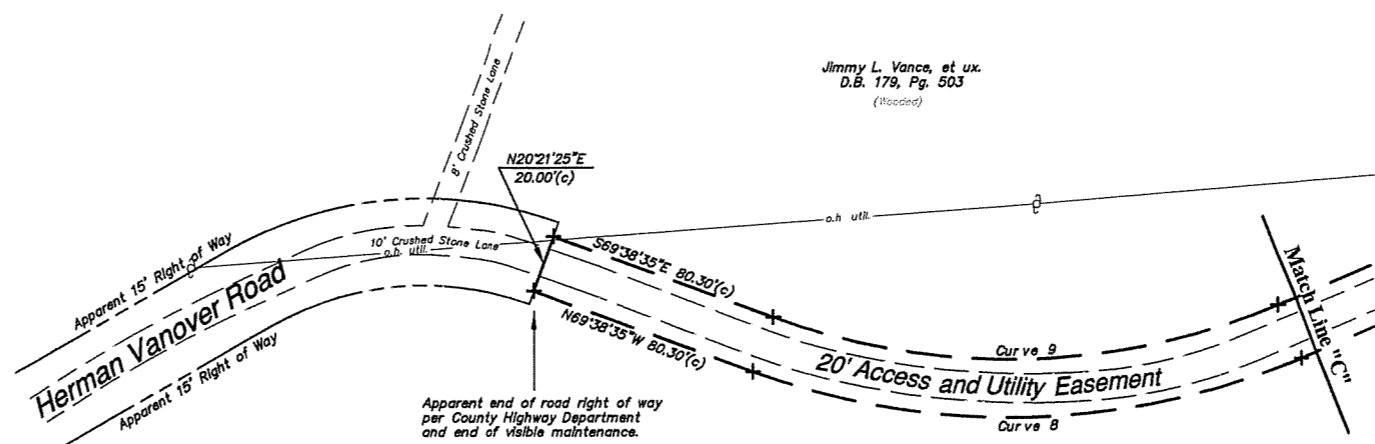 Jimmy L. Vance, et ux.
D.B. 179, Pg. 503
(Wooded)
8' Crushed Stone Lane
N20°21'25"E
20.00'(c)
o.h util.
Apparent 15' Right of Way
10' Crushed Stone Lane
o.h. util.
Herman Vanover Road
Apparent 15' Right of Way
S69°38'35"E 80.30'(c)
N69°38'35"W 80.30'(c)
Match Line "C"
Curve 9
20' Access and Utility Easement
Curve 8
Apparent end of road right of way
per County Highway Department
and end of visible maintenance.